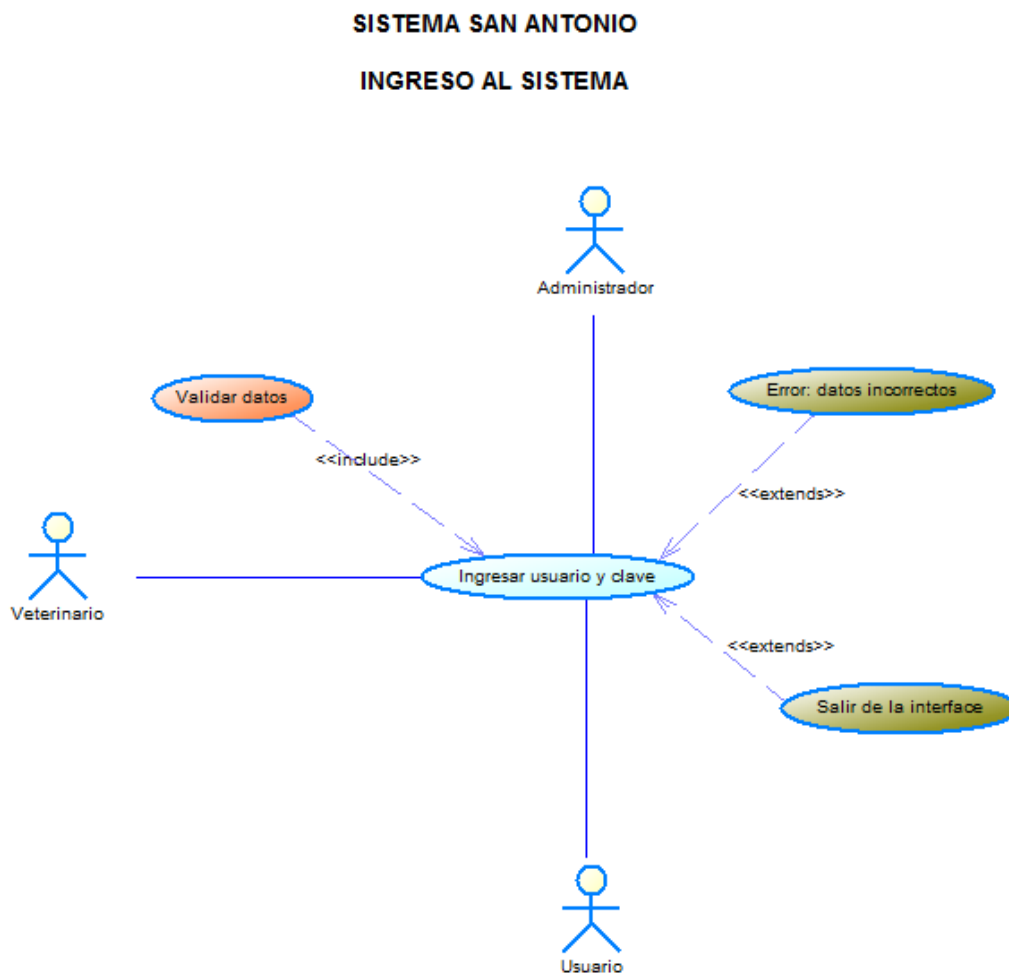 SISTEMA SAN ANTONIO
INGRESO AL SISTEMA
Administrador
Validar datos
Error: datos incorrectos
<<include>>
<<extends>>
Veterinario
Ingresar usuario y clave
<<extends>>
Salir de la interface
Usuario